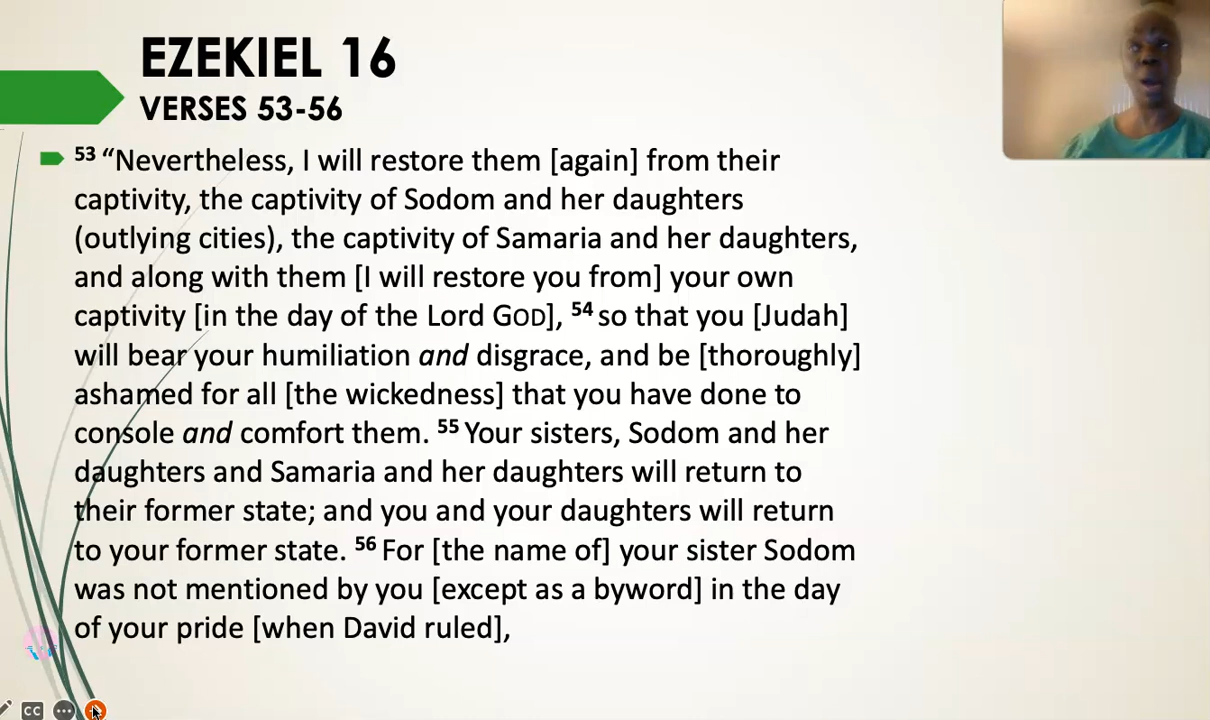 EZEKIEL 16
VERSES 53-56
53 “Nevertheless, I will restore them [again] from their
captivity, the captivity of Sodom and her daughters
(outlying cities), the captivity of Samaria and her daughters,
and along with them [I will restore you from] your own
captivity [in the day of the Lord GOD], 54 so that you [Judah]
will bear your humiliation and disgrace, and be [thoroughly]
ashamed for all [the wickedness] that you have done to
console and comfort them. 55 Your sisters, Sodom and her
daughters and Samaria and her daughters will return to
their former state; and you and your daughters will return
to your former state. 56 For [the name of] your sister Sodom
was not mentioned by you [except as a byword] in the day
of your pride [when David ruled],
CC